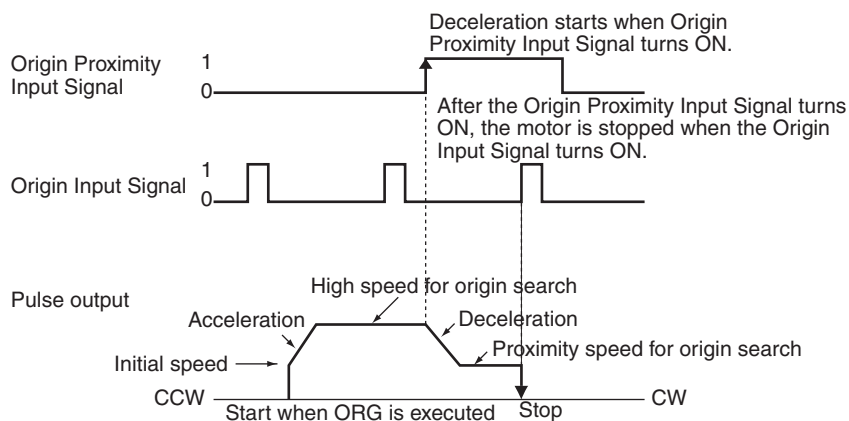 Deceleration starts when Origin
Proximity Input Signal turns ON.
Origin Proximity
Input Signal
1
0
After the Origin Proximity Input Signal turns
ON, the motor is stopped when the Origin
Input Signal turns ON.
Origin Input Signal
1
0
Pulse output
High speed for origin search
Acceleration
Deceleration
Initial speed
Proximity speed for origin search
CCW
CW
Start when ORG is executed
Stop